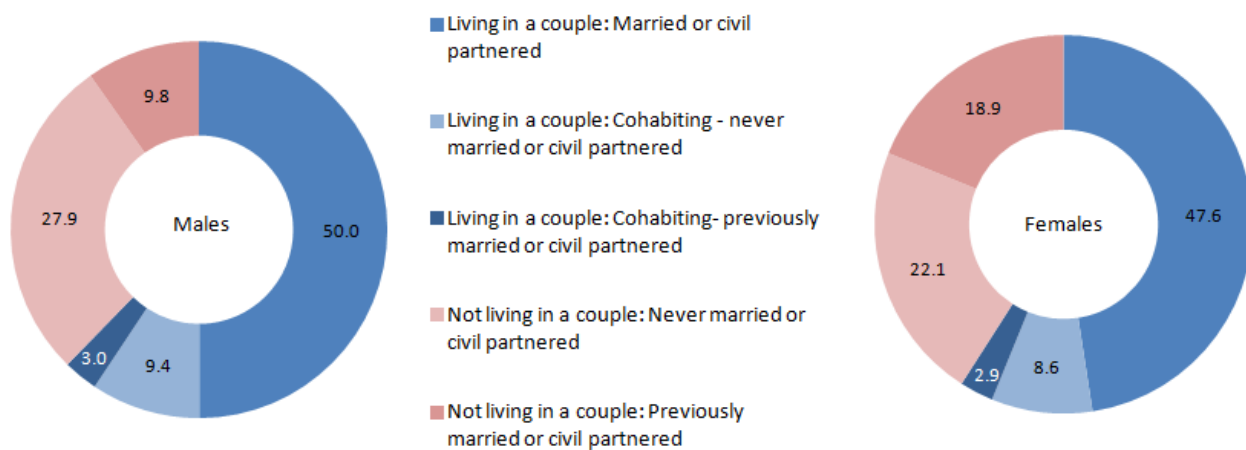 9.8
27.9
Males
50.0
3.0
9.4
Living in a couple: Married or civil
partnered
Living in a couple: Cohabiting - never
married or civil partnered
Living in a couple: Cohabiting- previously
married or civil partnered
Not living in a couple: Never married or
civil partnered
Not living in a couple: Previously
married or civil partnered
18.9
47.6
Females
22.1
2.9
8.6